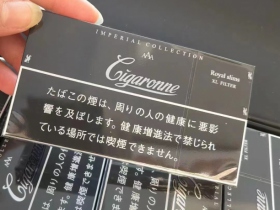 IMPERIAL COLLECTION
Cigaronne
Royal slims
XL FILTER
たばこの煙は、周りの人の健康に悪影
響を及ぼします。健康増進法で禁じられ
ている場所では喫煙できません。